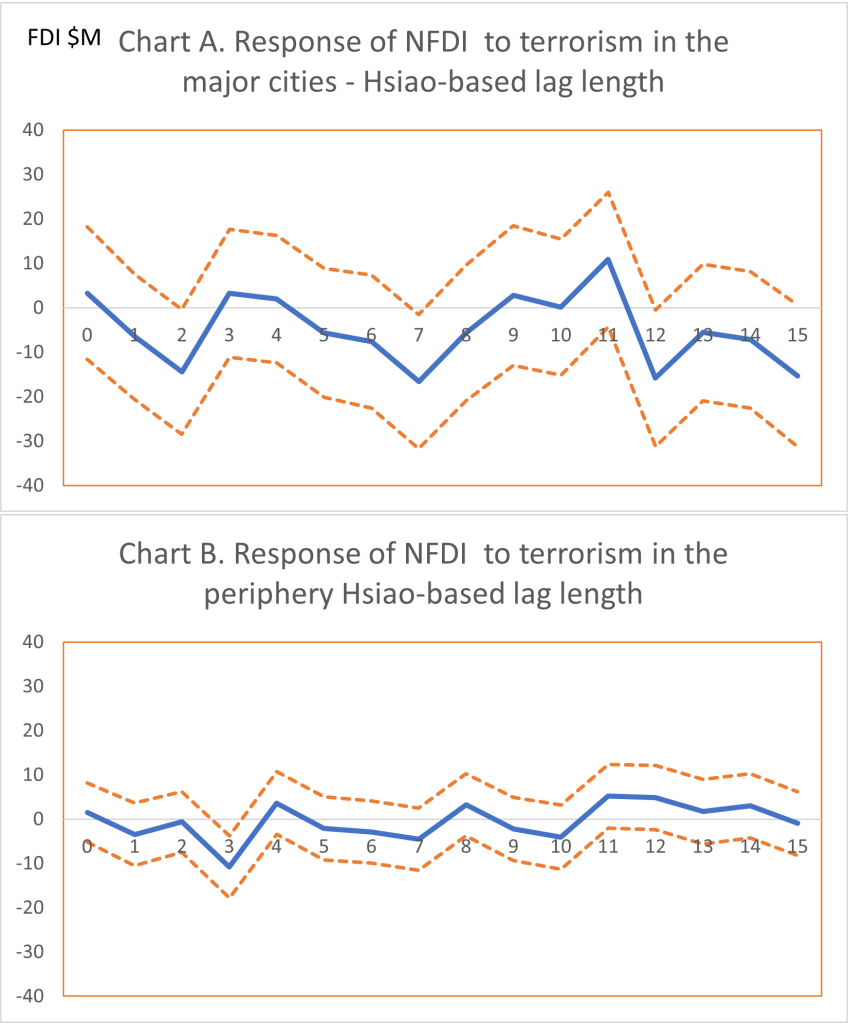 FDI $M
Chart A. Response of NFDI  to terrorism in the
major cities - Hsiao-based lag length
40
30
20
10
0
-10
-20
-30
-40
0 1 2 3 4 5 6 7 8 9 10 11 12 13 14 15
Chart B. Response of NFDI  to terrorism in the
periphery Hsiao-based lag length
40
30
20
10
0
-10
-20
-30
-40
0 1 2 3 4 5 6 7 8 9 10 11 12 13 14 15